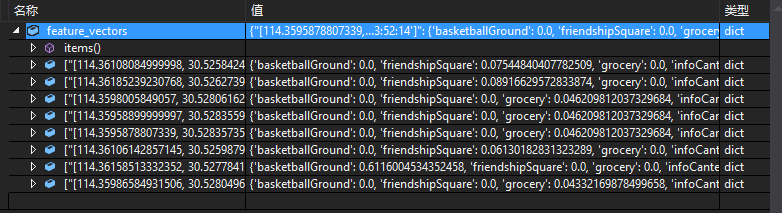 名称 值 类型
feature_vectors {"[114.3595878807339,...3:52:14']": {'basketballGround': 0.0, 'friendshipSquare': 0.0, 'grocery dict
items()
["[114.36108084999998, 30.5258424 {'basketballGround': 0.0, 'friendshipSquare': 0.07544840407782509, 'grocery': 0.0, 'infoCante dict
["[114.36185239230768, 30.5262739 {'basketballGround': 0.0, 'friendshipSquare': 0.08916629572833874, 'grocery': 0.0, 'infoCante dict
["[114.3598005849057, 30.52806162 {'basketballGround': 0.0, 'friendshipSquare': 0.0, 'grocery': 0.046209812037329684, 'infoCant dict
["[114.35958899999997, 30.5283559 {'basketballGround': 0.0, 'friendshipSquare': 0.0, 'grocery': 0.046209812037329684, 'infoCant dict
["[114.3595878807339, 30.52835735 {'basketballGround': 0.0, 'friendshipSquare': 0.0, 'grocery': 0.046209812037329684, 'infoCant dict
["[114.36106142857145, 30.5259879 {'basketballGround': 0.0, 'friendshipSquare': 0.06130182831323289, 'grocery': 0.0, 'infoCante dict
["[114.36158513332352, 30.5277841 {'basketballGround': 0.6116004534352458, 'friendshipSquare': 0.0, 'grocery': 0.0, 'infoCantee dict
["[114.35986584931506, 30.5280496 {'basketballGround': 0.0, 'friendshipSquare': 0.0, 'grocery': 0.04332169878499658, 'infoCante dict